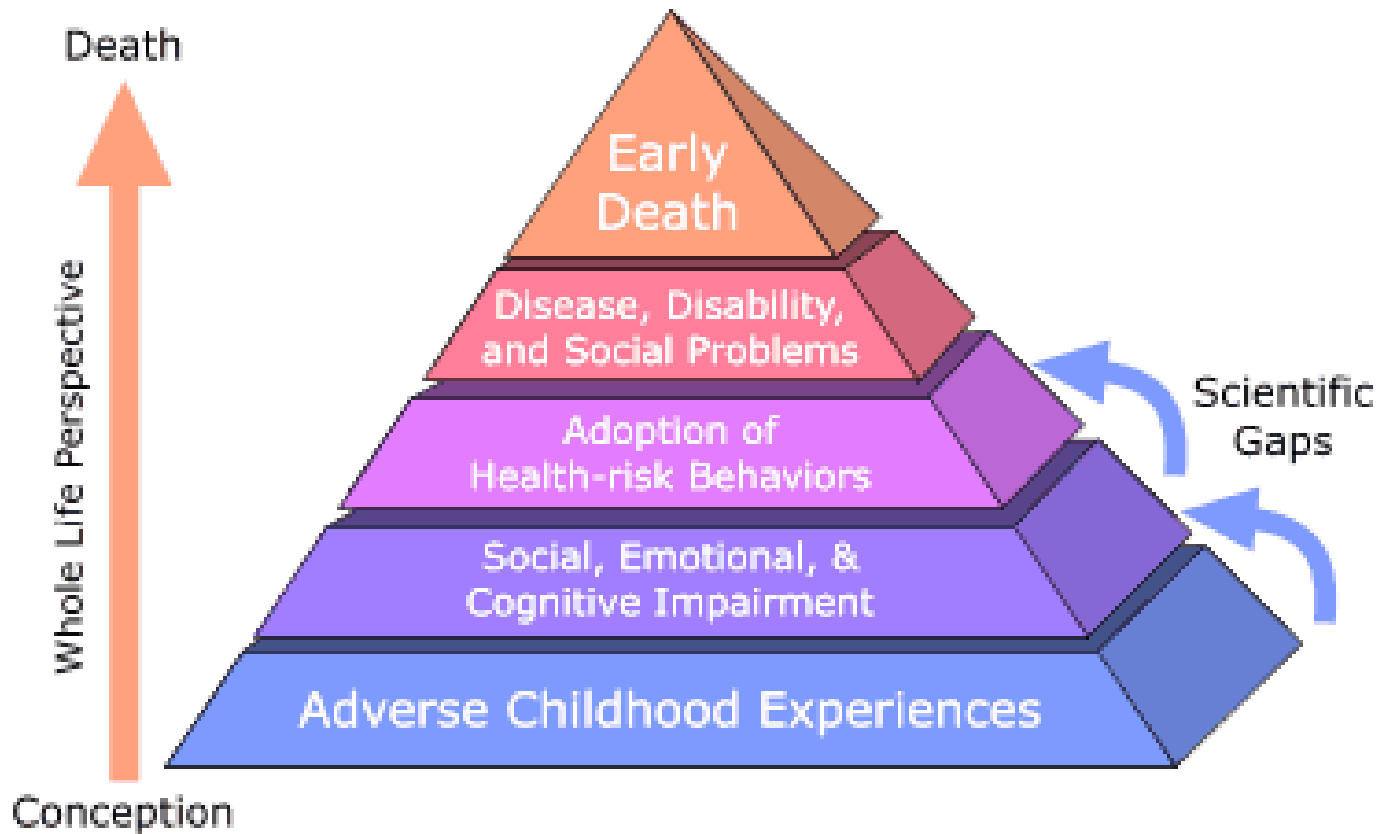 Death
Whole Life Perspective
Conception
Early
Death
Disease, Disability,
and Social Problems
Adoption of
Health-risk Behaviors
Social, Emotional, &
Cognitive Impairment
Adverse Childhood Experiences
Scientific
Gaps